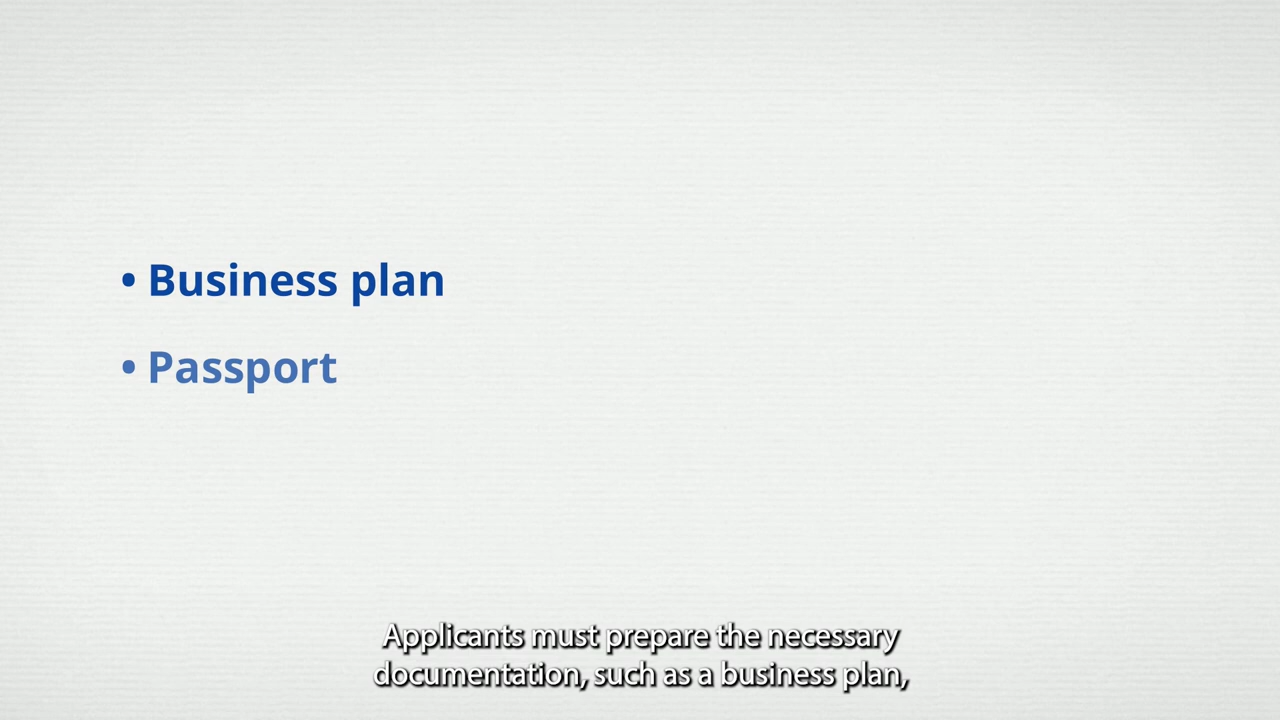 • Business plan
• Passport
Applicants must prepare the necessary
documentation, such as a business plan,